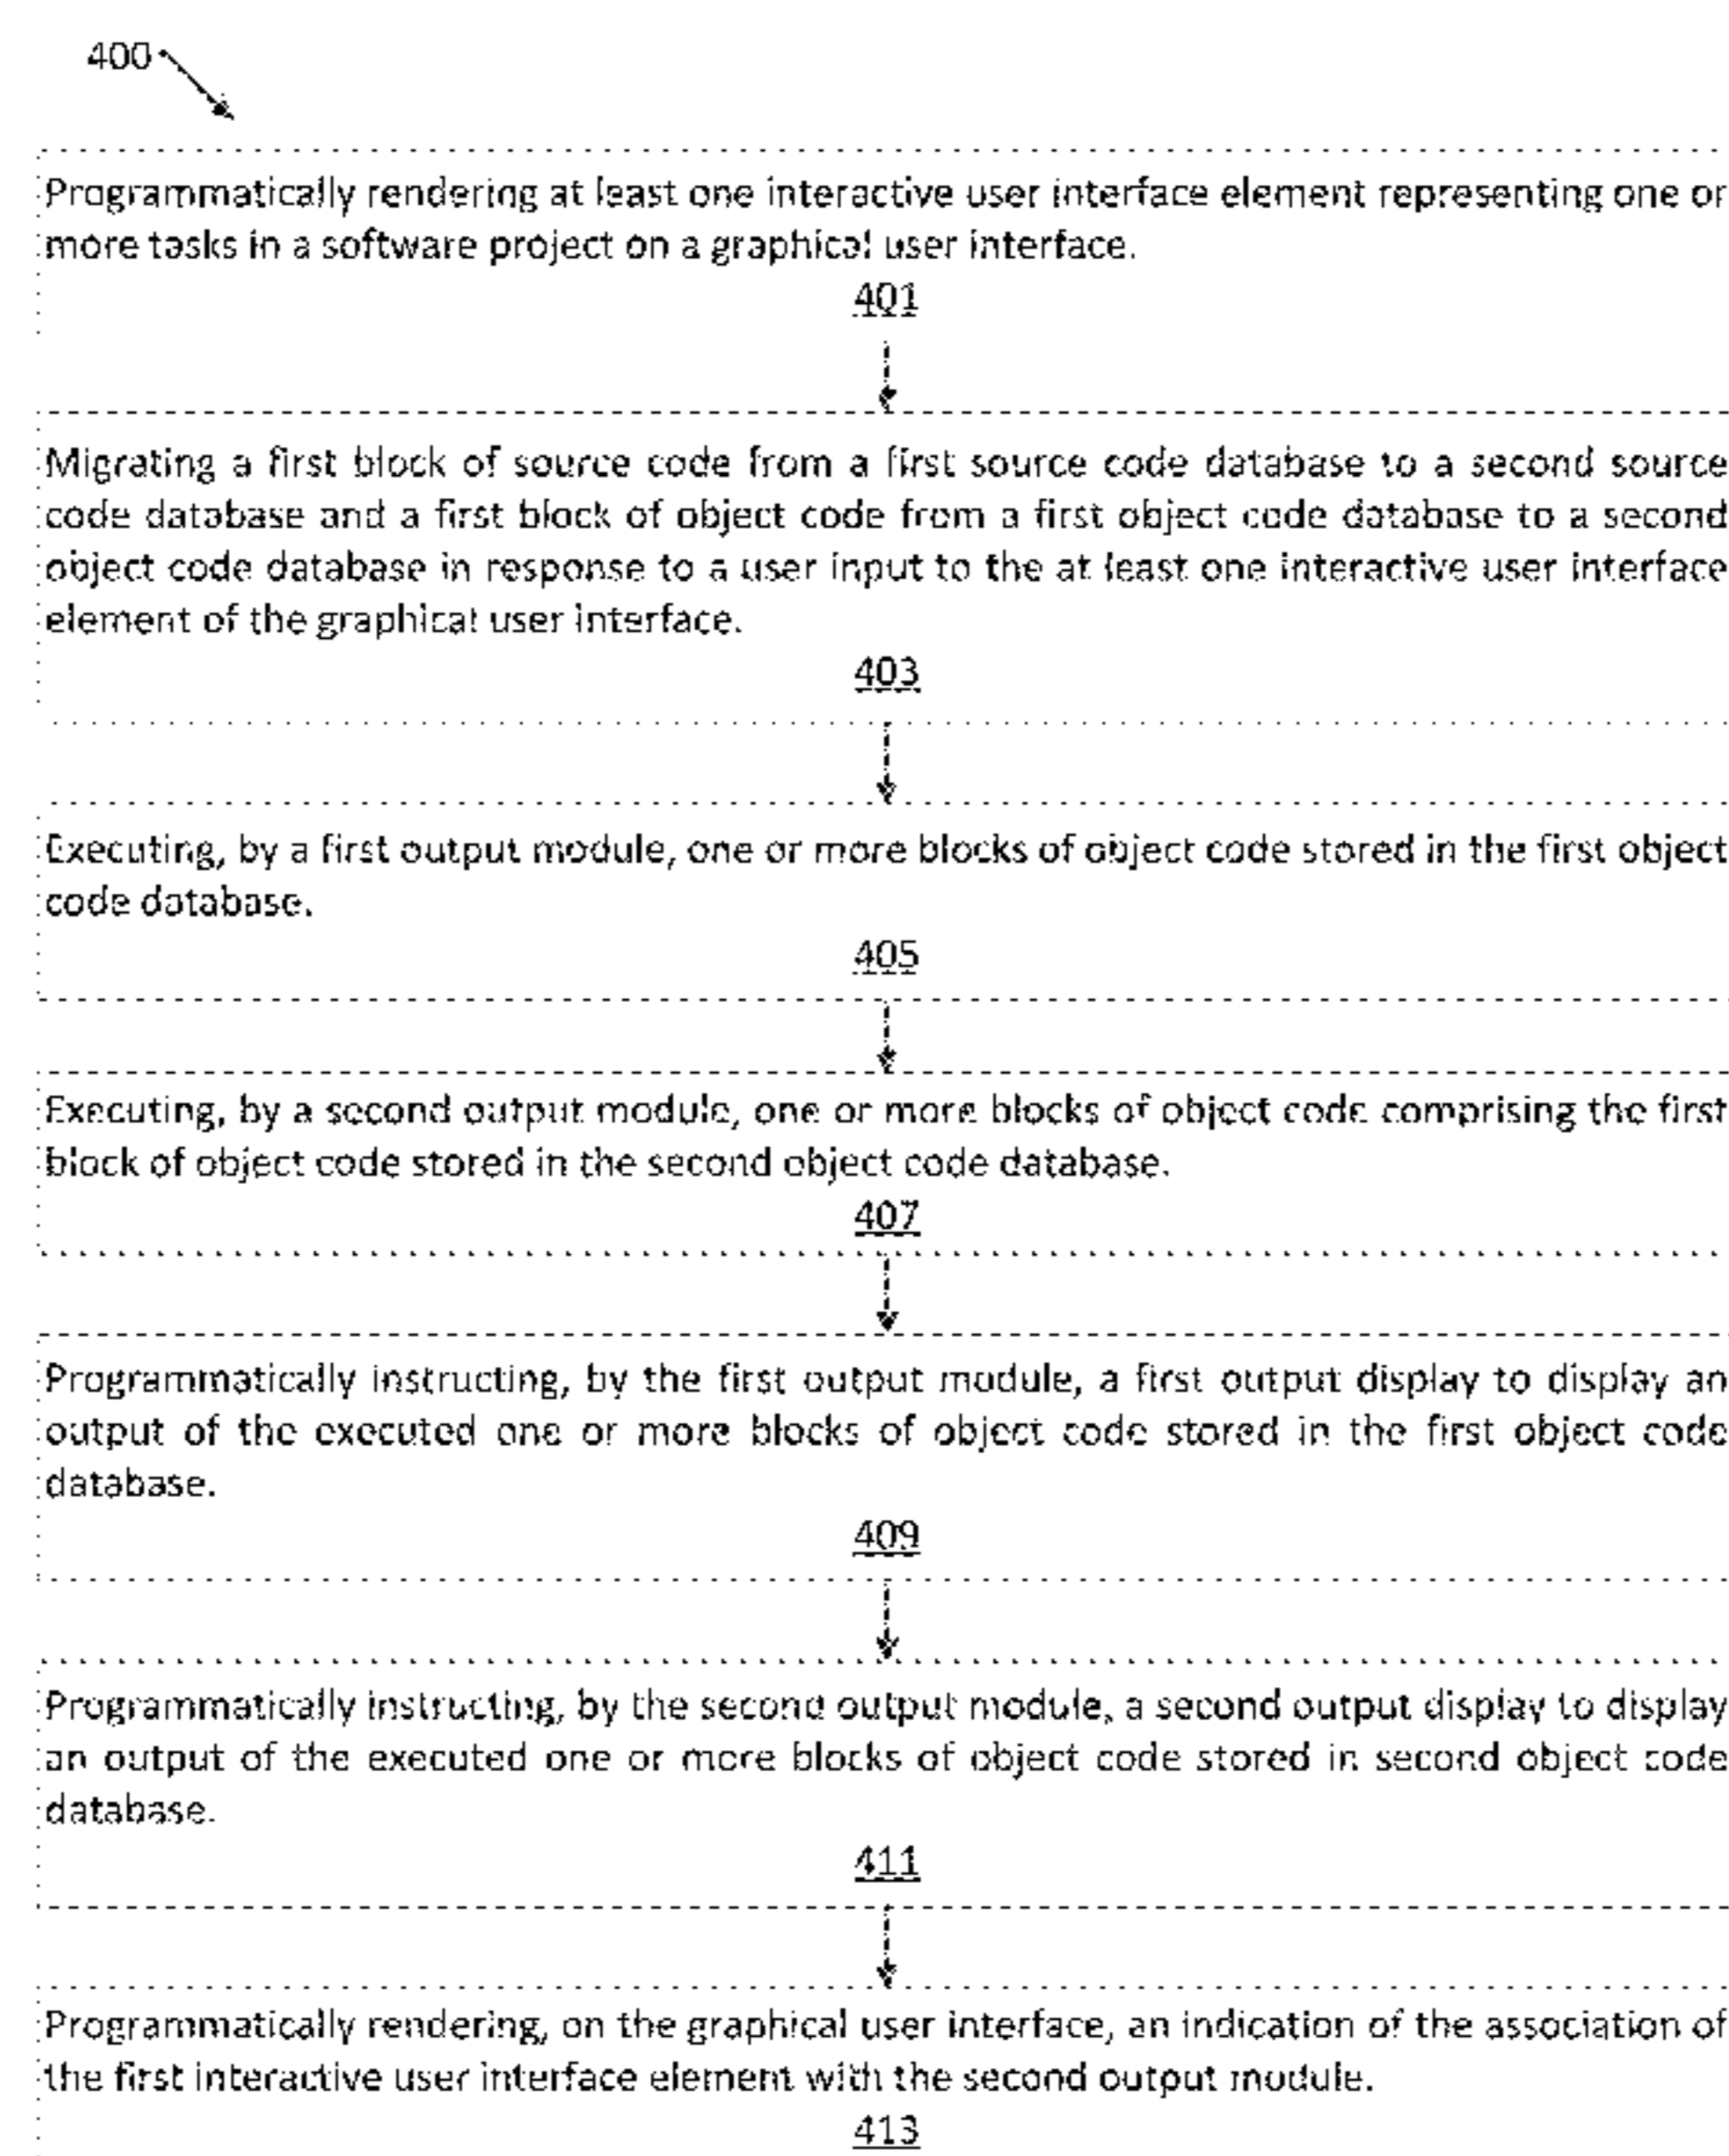 400
Programmatically rendering at least one interactive user interface element representing one or
more tasks in a software project on a graphical user interface.
401
Migrating a first block of source code from a first source code database to a second source
code database and a first block of object code from a first object code database to a second
object code database in response to a user input to the at least one interactive user interface
element of the graphical user interface.
403
Executing, by a first output module, one or more blocks of object code stored in the first object
code database.
405
Executing, by a second output module, one or more blocks of object code comprising the first
block of object code stored in the second object code database.
407
Programmatically instructing, by the first output module, a first output display to display an
output of the executed one or more blocks of object code stored in the first object code
database.
409
Programmatically instructing, by the second output module, a second output display to display
an output of the executed one or more blocks of object code stored in second object code
database.
411
Programmatically rendering, on the graphical user interface, an indication of the association of
the first interactive user interface element with the second output module.
413